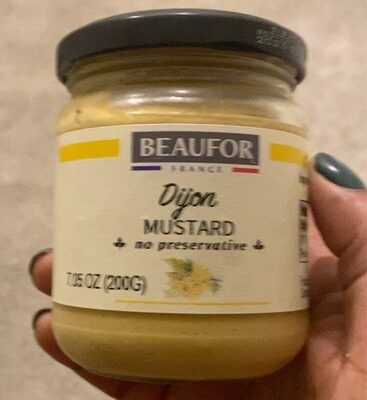 BEAUFOR
FRANCE
Dijon
MUSTARD
no preservative
7.05 OZ (200G)